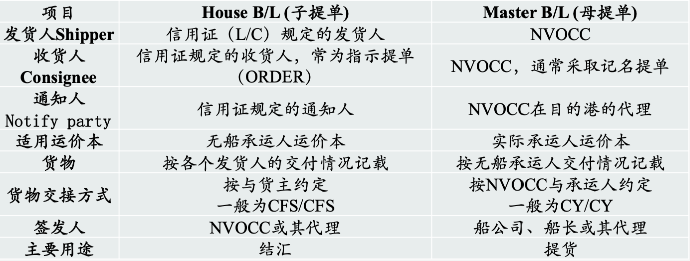 项目 House B/L (子提单) Master B/L (母提单)
发货人Shipper 信用证（L/C）规定的发货人 NVOCC
收货人 信用证规定的收货人，常为指示提单 NVOCC，通常采取记名提单
Consignee （ORDER）
通知人 信用证规定的通知人 NVOCC在目的港的代理
Notify party
适用运价本 无船承运人运价本 实际承运人运价本
货物 按各个发货人的交付情况记载 按无船承运人交付情况记载
货物交接方式 按与货主约定 按NVOCC与承运人约定
一般为CFS/CFS 一般为CY/CY
签发人 NVOCC或其代理 船公司、船长或其代理
主要用途 结汇 提货